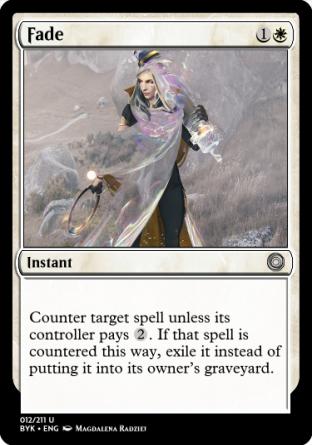 Fade 1
Instant
Counter target spell unless its
controller pays 2. If that spell is
countered this way, exile it instead of
putting it into its owner's graveyard.
012/211 U
BYK • ENG Magdalena Radziej